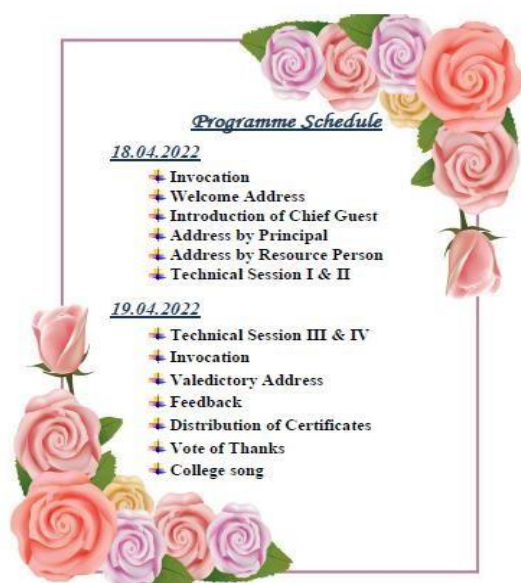 Programme Schedule
18.04.2022
Invocation
Welcome Address
Introduction of Chief Guest
Address by Principal
Address by Resource Person
Technical Session I & II
19.04.2022
Technical Session III & IV
Invocation
Valedictory Address
Feedback
Distribution of Certificates
Vote of Thanks
College song